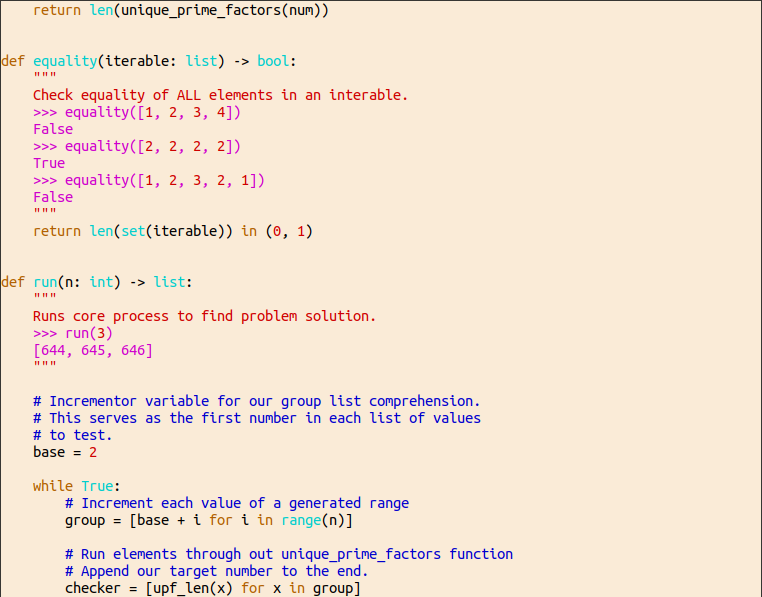 return len(unique_prime_factors(num))


def equality(iterable: list) -> bool:
    """
    Check equality of ALL elements in an interable.
    >>> equality([1, 2, 3, 4])
    False
    >>> equality([2, 2, 2, 2])
    True
    >>> equality([1, 2, 3, 2, 1])
    False
    """
    return len(set(iterable)) in (0, 1)


def run(n: int) -> list:
    """
    Runs core process to find problem solution.
    >>> run(3)
    [644, 645, 646]
    """

    # Incrementor variable for our group list comprehension.
    # This serves as the first number in each list of values
    # to test.
    base = 2

    while True:
        # Increment each value of a generated range
        group = [base + i for i in range(n)]

        # Run elements through out unique_prime_factors function
        # Append our target number to the end.
        checker = [upf_len(x) for x in group]